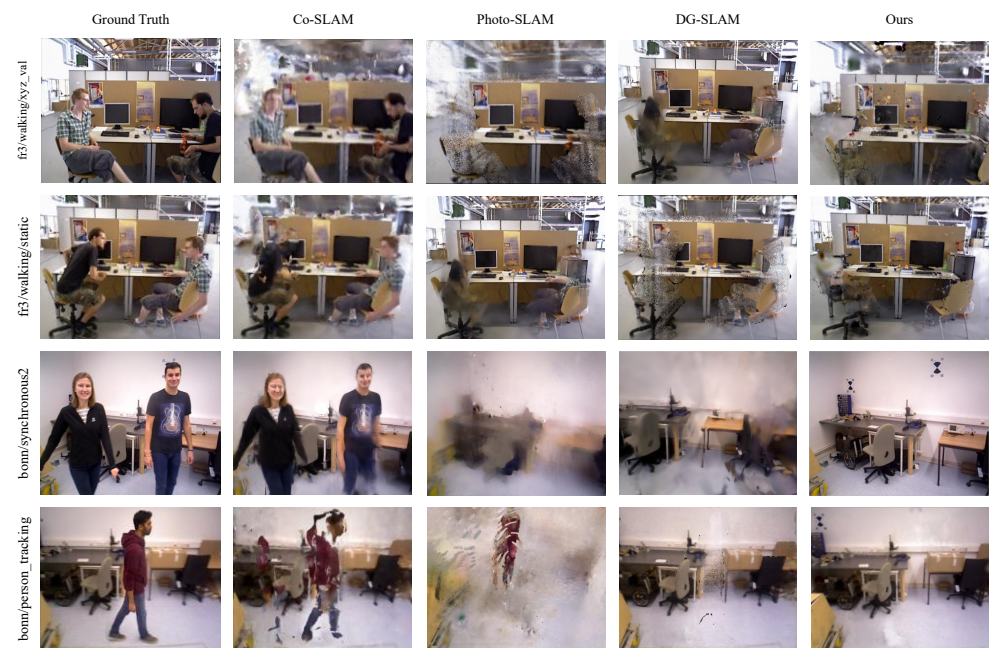 Ground Truth Co-SLAM Photo-SLAM DG-SLAM Ours
fr3/walking/xyz_val
fr3/walking/static
bonn/synchronous2
bonn/person_tracking